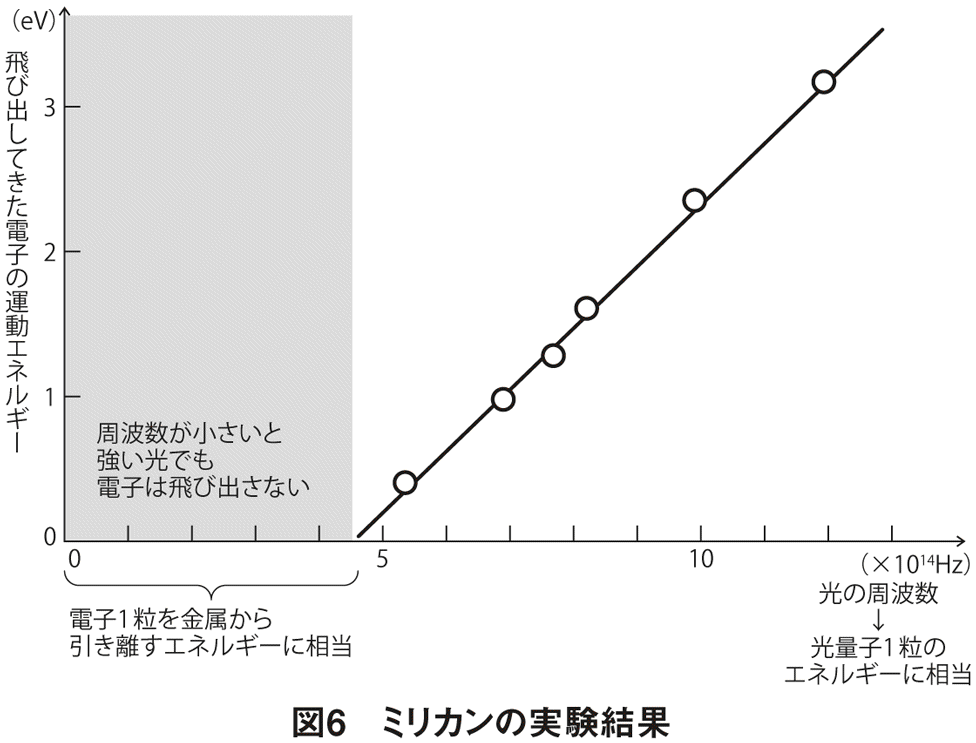 （eV）
飛び出してきた電子の運動エネルギー
3
2
1
0
周波数が小さいと
強い光でも
電子は飛び出さない
0
5
10
（×10¹⁴Hz）
電子1粒を金属から
引き離すエネルギーに相当
光の周波数
↓
光量子1粒の
エネルギーに相当
図6　ミリカンの実験結果